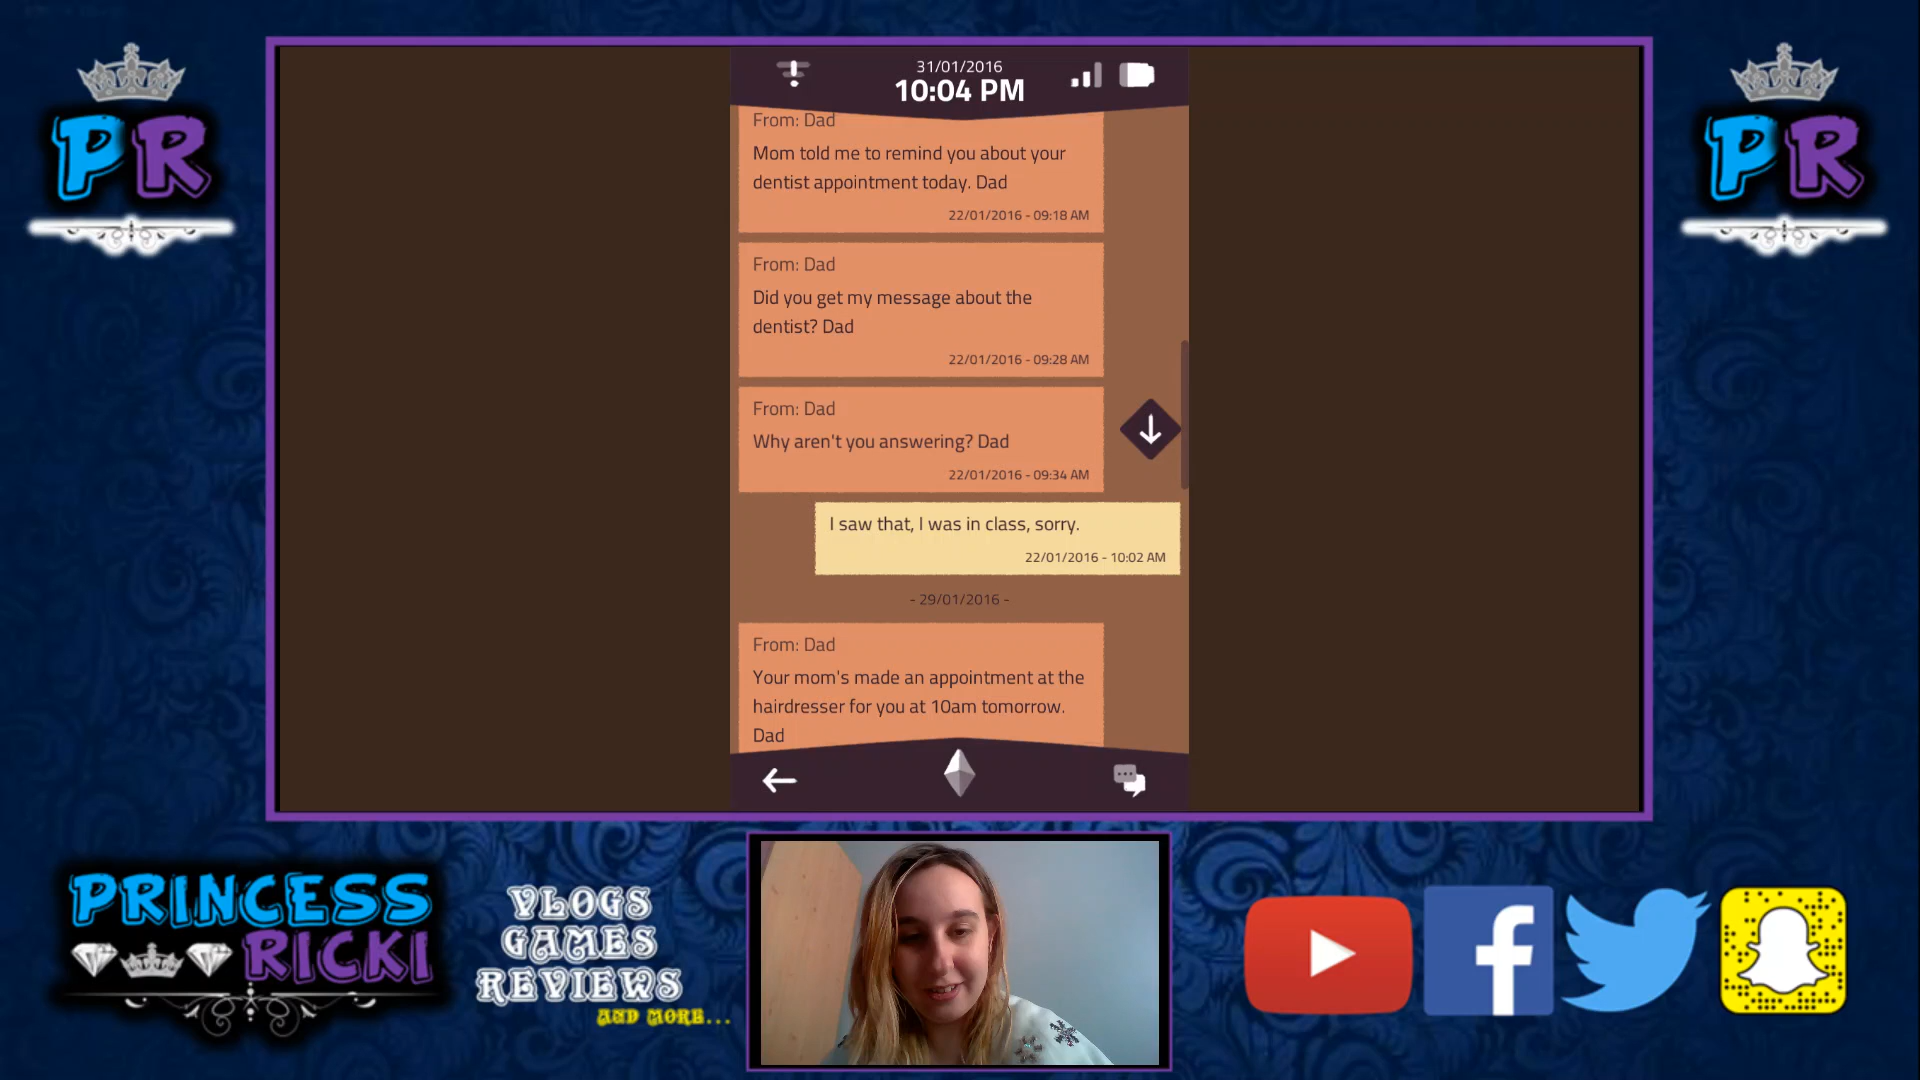 PR
PR
31/01/2016
10:04 PM
From: Dad
Mom told me to remind you about your
dentist appointment today. Dad
22/01/2016 - 09:18 AM
From: Dad
Did you get my message about the
dentist? Dad
22/01/2016 - 09:28 AM
From: Dad
Why aren't you answering? Dad
22/01/2016 - 09:34 AM
I saw that, I was in class, sorry.
22/01/2016 - 10:02 AM
- 29/01/2016 -
From: Dad
Your mom's made an appointment at the
hairdresser for you at 10am tomorrow.
Dad
PRINCESS
RICKI
VLOGS
GAMES
REVIEWS
AND MORE...
f